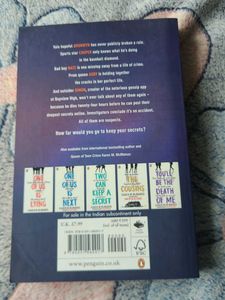 Yale hopeful BRONWYN has never publicly broken a rule.
Sports star COOPER only knows what he's doing
in the baseball diamond.
Bad boy NATE is one misstep away from a life of crime.
Prom queen ADDY is holding together
the cracks in her perfect life.
And outsider SIMON, creator of the notorious gossip app
at Bayview High, won't ever talk about any of them again -
because he dies twenty-four hours before he can post their
deepest secrets online. Investigators conclude it's no accident.
All of them are suspects.
How far would you go to keep your secrets?
Also available from international bestselling author and
Queen of Teen Crime Karen M. McManus:
ONE OF US IS LYING
ONE OF US IS NEXT
TWO CAN KEEP A SECRET
THE COUSINS
YOU'LL BE THE DEATH OF ME
For sale in the Indian subcontinent only
U.K. £7.99
www.penguin.co.uk
FSC